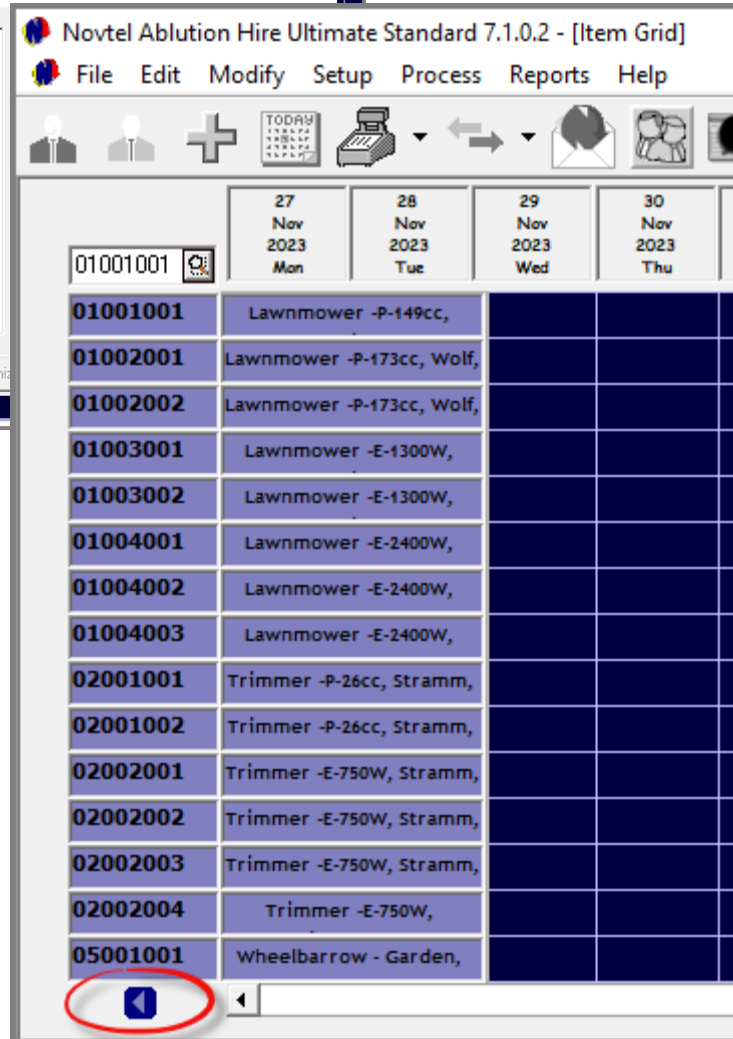 Novtel Ablution Hire Ultimate Standard 7.1.0.2 - [Item Grid]
File Edit Modify Setup Process Reports Help
TODAY
27 28 29 30
Nov Nov Nov Nov
2023 2023 2023 2023
01001001 Mon Tue Wed Thu
01001001 Lawnmower -P-149cc,
01002001 Lawnmower -P-173cc, Wolf,
01002002 Lawnmower -P-173cc, Wolf,
01003001 Lawnmower -E-1300W,
01003002 Lawnmower -E-1300W,
01004001 Lawnmower -E-2400W,
01004002 Lawnmower -E-2400W,
01004003 Lawnmower -E-2400W,
02001001 Trimmer -P-26cc, Stramm,
02001002 Trimmer -P-26cc, Stramm,
02002001 Trimmer -E-750W, Stramm,
02002002 Trimmer -E-750W, Stramm,
02002003 Trimmer -E-750W, Stramm,
02002004 Trimmer -E-750W,
05001001 Wheelbarrow - Garden,